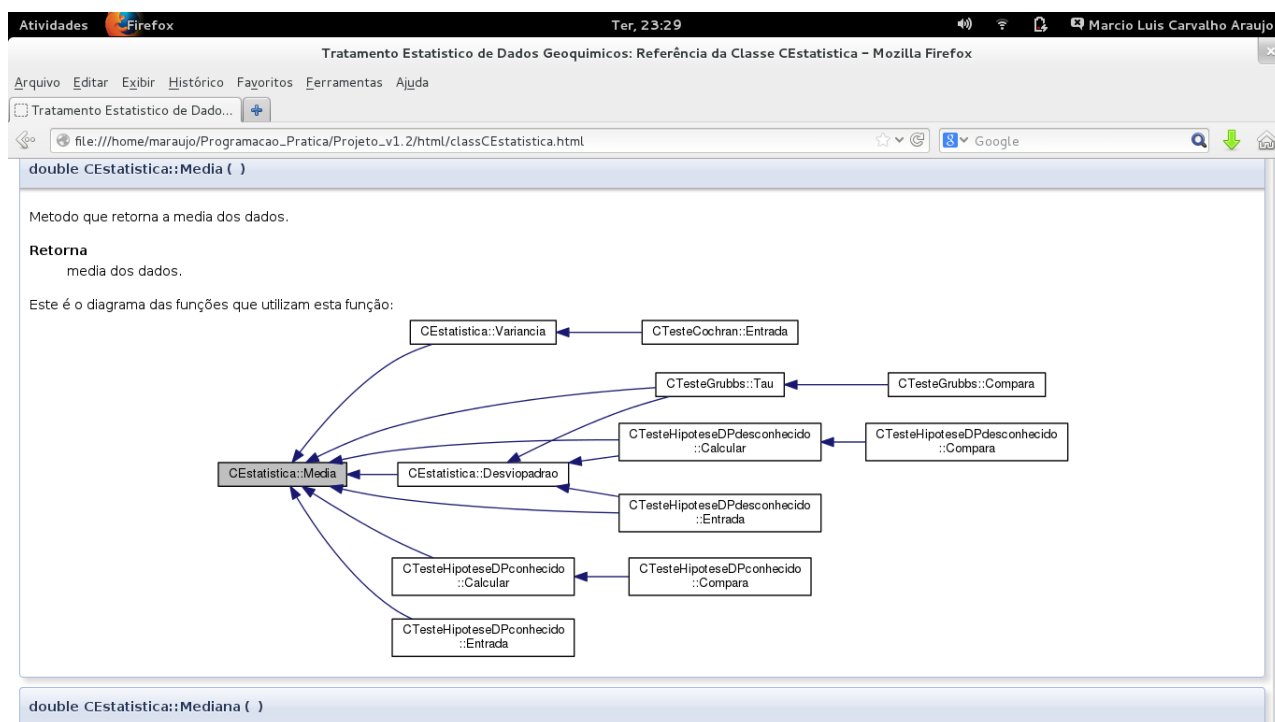 Atividades Firefox Ter, 23:29 Marcio Luis Carvalho Araujo
Tratamento Estatistico de Dados Geoquimicos: Referência da Classe CEstatistica - Mozilla Firefox
Arquivo Editar Exibir Histórico Favoritos Ferramentas Ajuda
Tratamento Estatistico de Dado...
file:///home/maraujo/Programacao_Pratica/Projeto_v1.2/html/classCEstatistica.html Google
double CEstatistica::Media ( )
Metodo que retorna a media dos dados.
Retorna
media dos dados.
Este é o diagrama das funções que utilizam esta função:
CEstatistica::Variancia
CTesteCochran::Entrada
CTesteGrubbs::Tau
CTesteGrubbs::Compara
CTesteHipoteseDPdesconhecido
::Calcular
CTesteHipoteseDPdesconhecido
::Compara
CEstatistica::Media
CEstatistica::Desviopadrao
CTesteHipoteseDPdesconhecido
::Entrada
CTesteHipoteseDPconhecido
::Calcular
CTesteHipoteseDPconhecido
::Compara
CTesteHipoteseDPconhecido
::Entrada
double CEstatistica::Mediana ( )